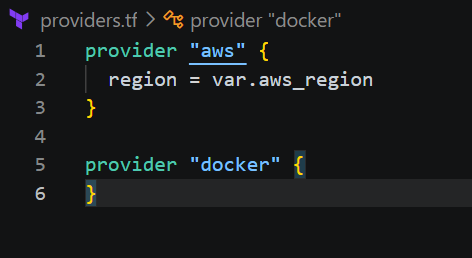 providers.tf > provider "docker"
1 provider "aws" {
2   region = var.aws_region
3 }
4
5 provider "docker" {
6 }